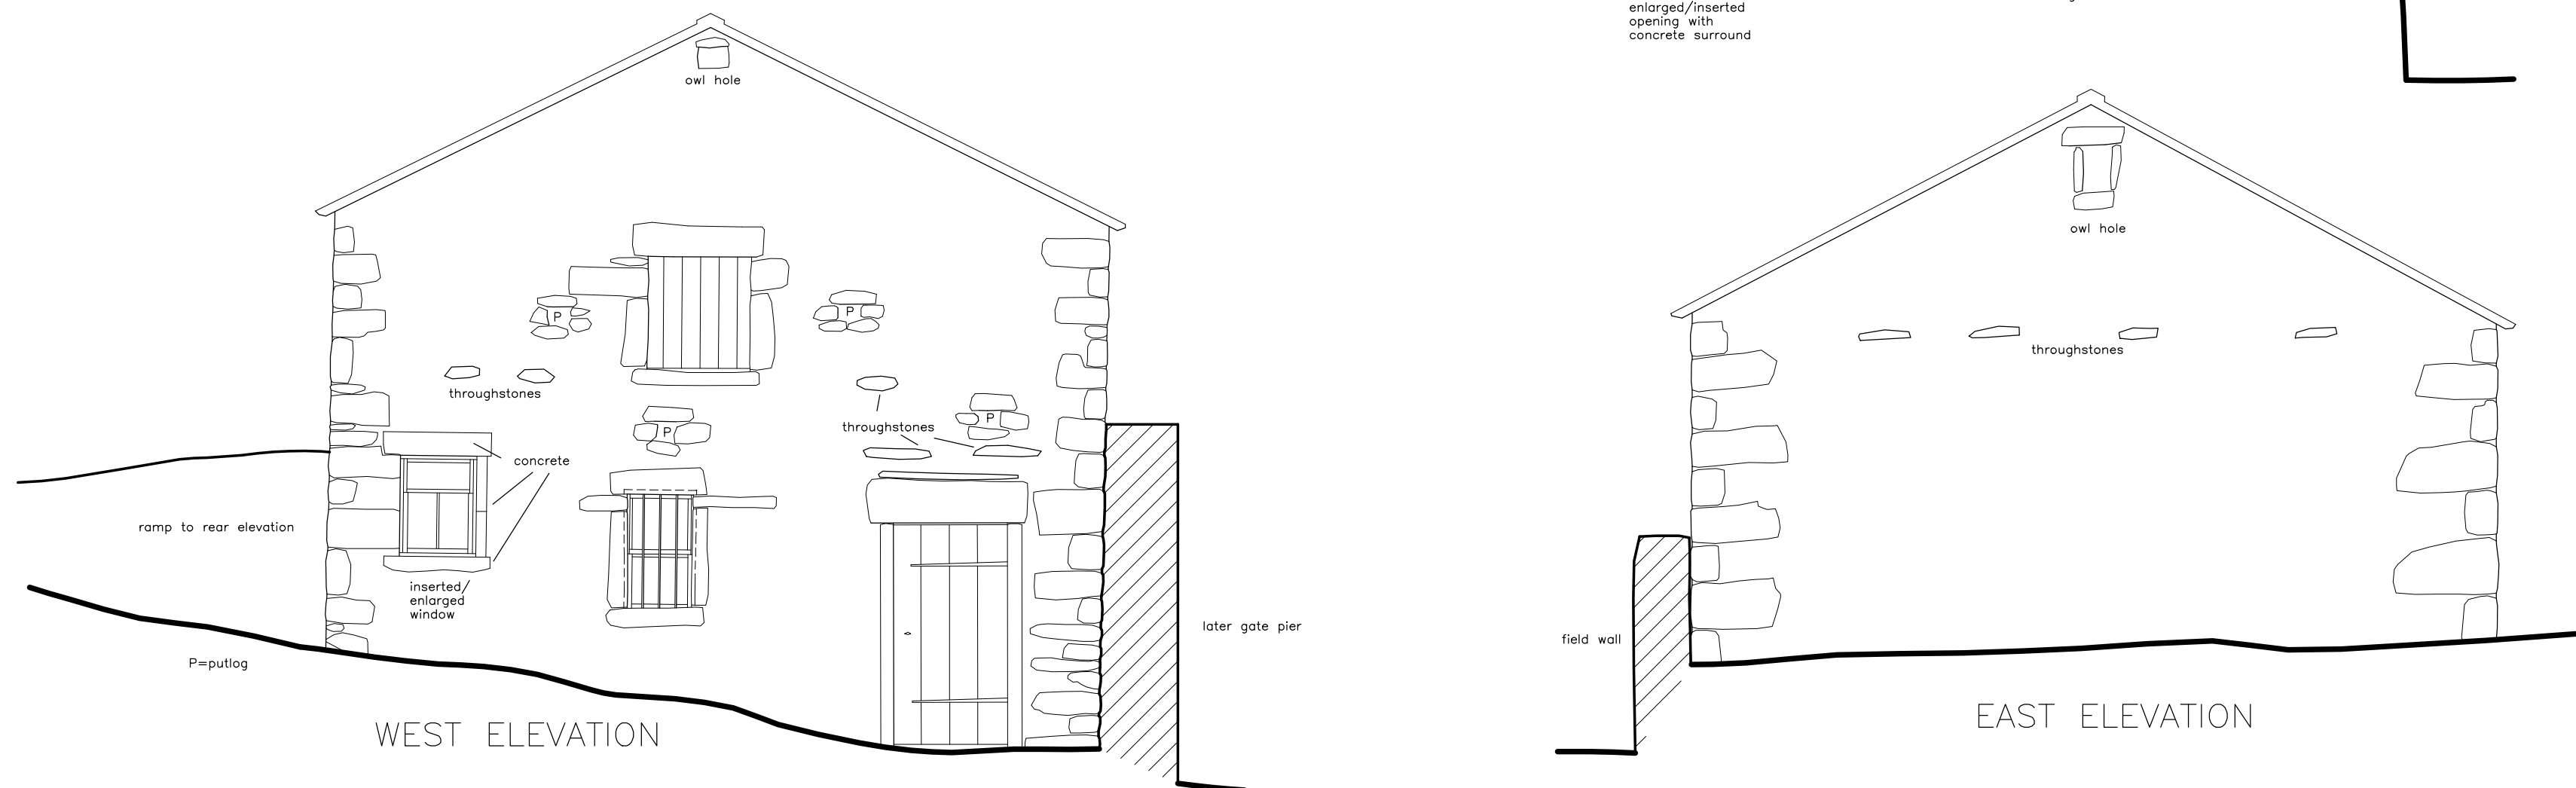 enlarged/inserted
opening with
concrete surround
owl hole
P
P
throughstones
P
throughstones
P
concrete
ramp to rear elevation
inserted/
enlarged
window
later gate pier
P=putlog
WEST ELEVATION
owl hole
throughstones
field wall
EAST ELEVATION